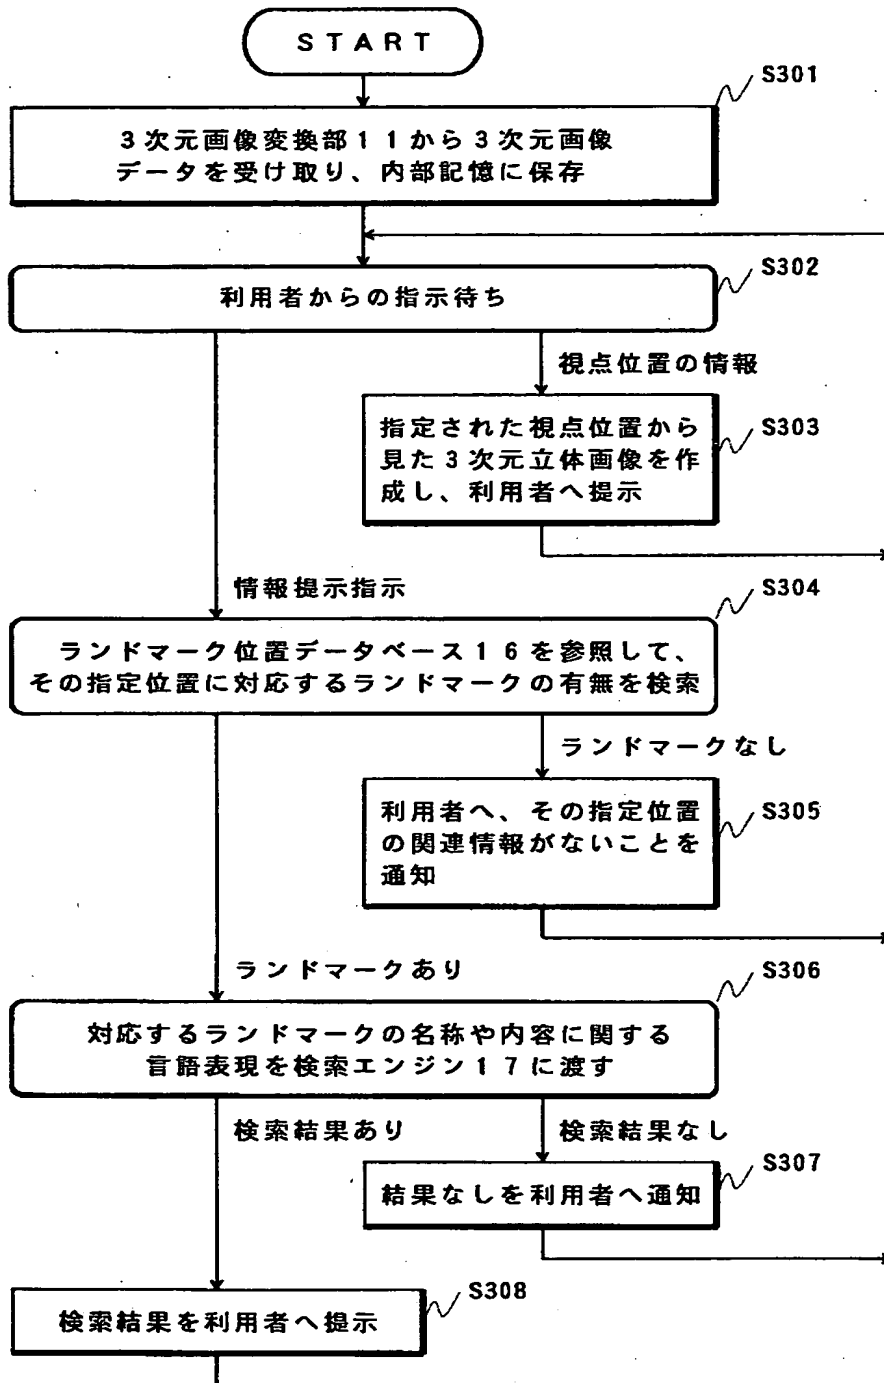 START
S301
3次元画像変換部11から3次元画像
データを受け取り、内部記憶に保存
S302
利用者からの指示待ち
視点位置の情報
S303
指定された視点位置から
見た3次元立体画像を作
成し、利用者へ提示
情報提示指示
S304
ランドマーク位置データベース16を参照して、
その指定位置に対応するランドマークの有無を検索
ランドマークなし
S305
利用者へ、その指定位置
の関連情報がないことを
通知
ランドマークあり
S306
対応するランドマークの名称や内容に関する
言語表現を検索エンジン17に渡す
検索結果あり
検索結果なし
S307
結果なしを利用者へ通知
S308
検索結果を利用者へ提示